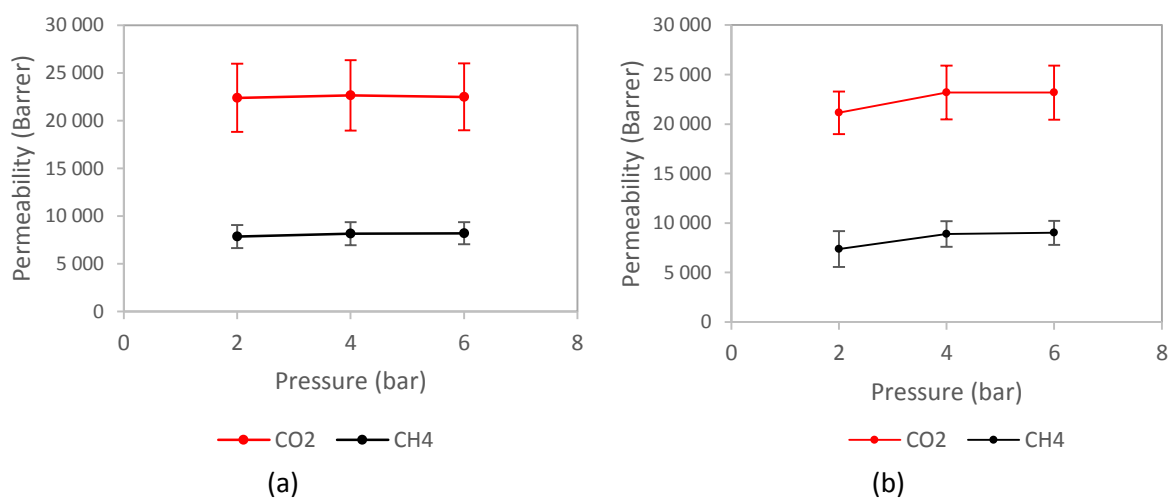 30 000
25 000
20 000
15 000
10 000
5 000
0
Permeability (Barrer)
0 2 4 6 8
Pressure (bar)
CO2 CH4
(a)
30 000
25 000
20 000
15 000
10 000
5 000
0
Permeability (Barrer)
0 2 4 6 8
Pressure (bar)
CO2 CH4
(b)